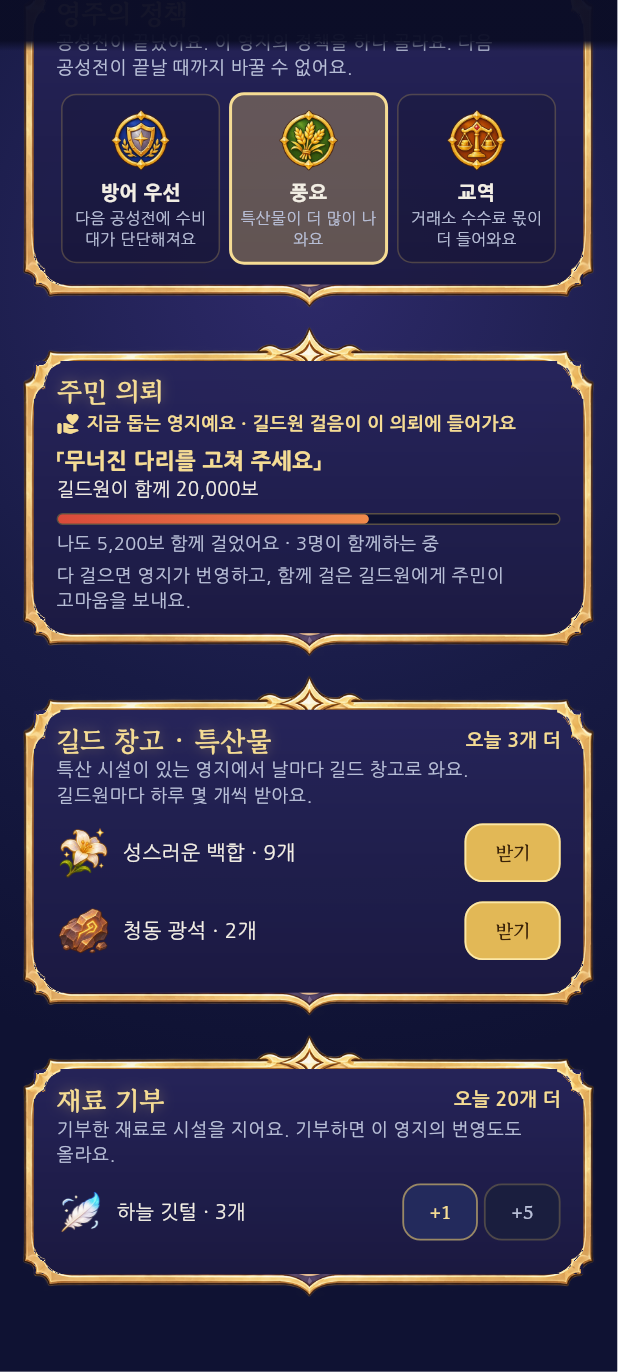 영주의 정책
공성전이 끝났어요. 이 영지의 정책을 하나 골라요. 다음
공성전이 끝날 때까지 바꿀 수 없어요.
방어 우선
다음 공성전에 수비
대가 단단해져요
풍요
특산물이 더 많이 나
와요
교역
거래소 수수료 몫이
더 들어와요
주민 의뢰
지금 돕는 영지예요 · 길드원 걸음이 이 의뢰에 들어가요
「무너진 다리를 고쳐 주세요」
길드원이 함께 20,000보
나도 5,200보 함께 걸었어요 · 3명이 함께하는 중
다 걸으면 영지가 번영하고, 함께 걸은 길드원에게 주민이
고마움을 보내요.
길드 창고 · 특산물
오늘 3개 더
특산 시설이 있는 영지에서 날마다 길드 창고로 와요.
길드원마다 하루 몇 개씩 받아요.
성스러운 백합 · 9개
받기
청동 광석 · 2개
받기
재료 기부
오늘 20개 더
기부한 재료로 시설을 지어요. 기부하면 이 영지의 번영도도
올라요.
하늘 깃털 · 3개
+1
+5